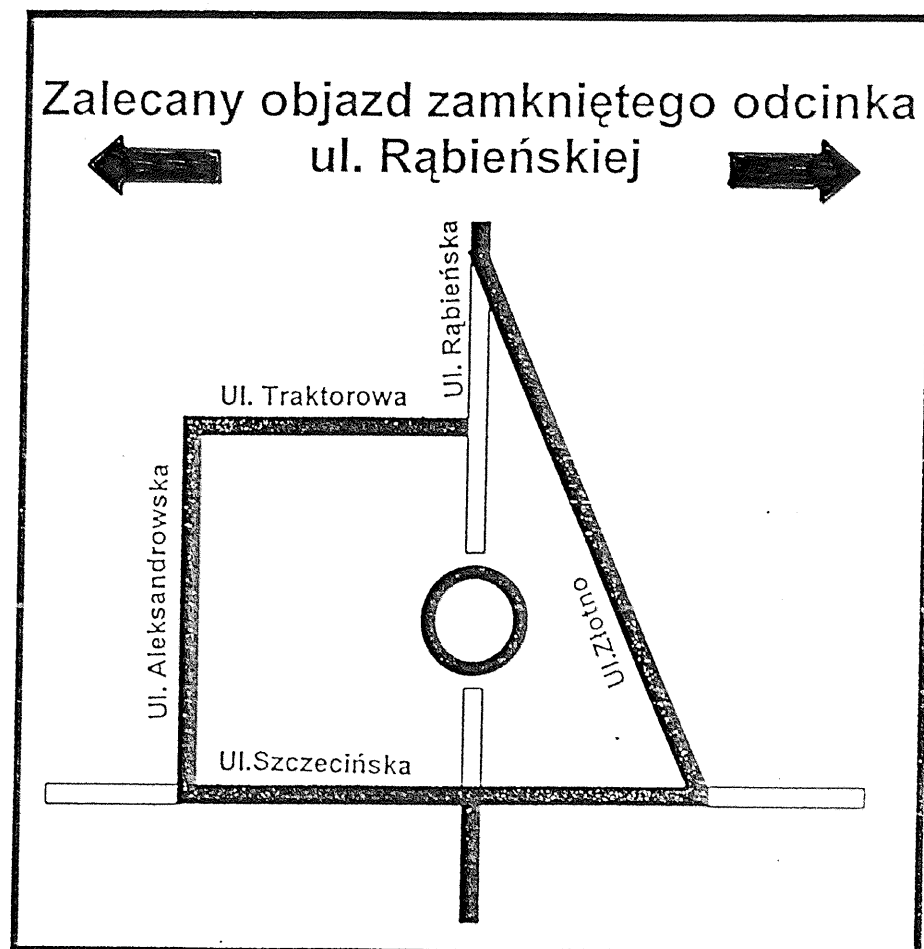 Zalecany objazd zamkniętego odcinka
ul. Rąbieńskiej
Ul. Rąbieńska
Ul. Traktorowa
Ul. Aleksandrowska
Ul.Złotno
Ul.Szczecińska